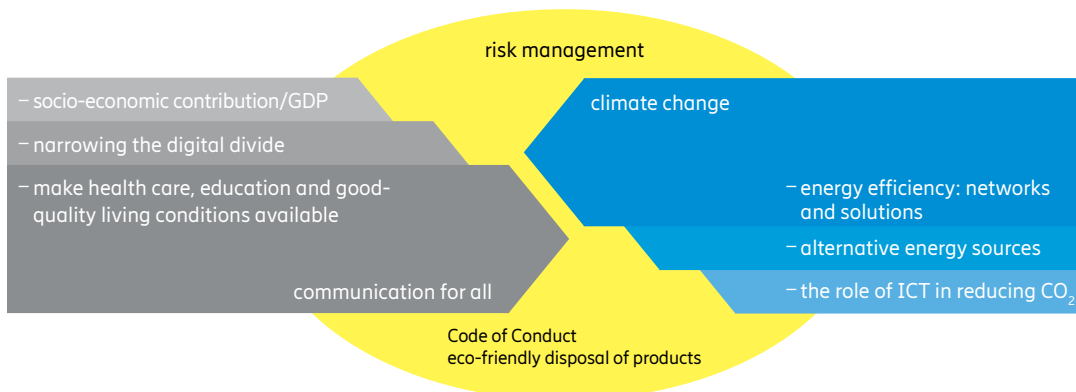 risk management
– socio-economic contribution/GDP
– narrowing the digital divide
– make health care, education and good-
quality living conditions available
communication for all
climate change
– energy efficiency: networks
and solutions
– alternative energy sources
– the role of ICT in reducing CO₂
Code of Conduct
eco-friendly disposal of products